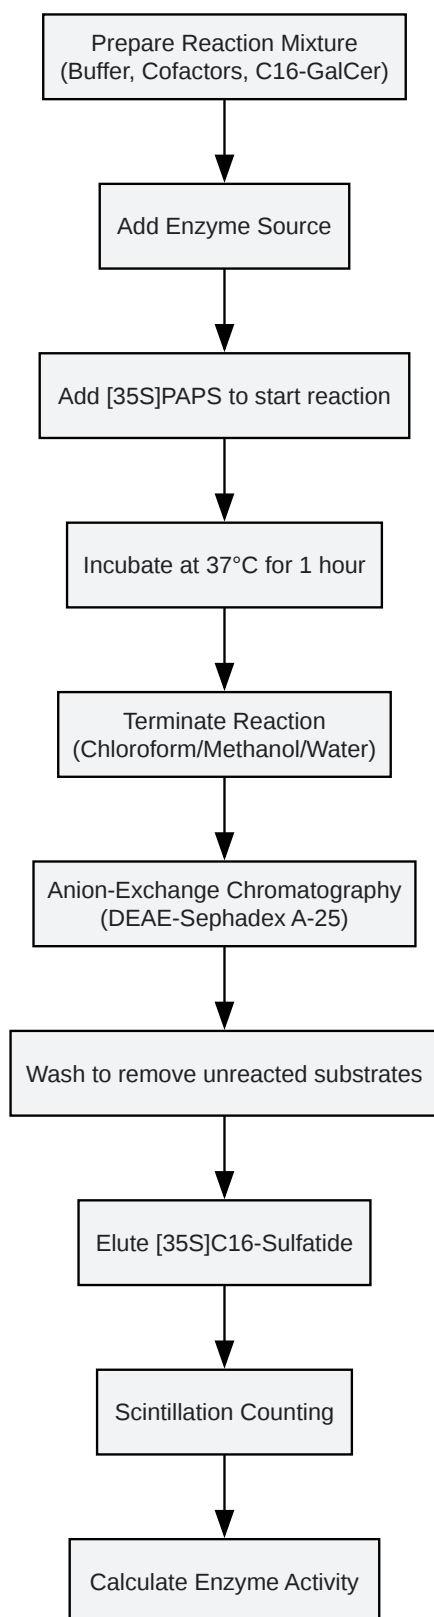 Prepare Reaction Mixture
(Buffer, Cofactors, C16-GalCer)
Add Enzyme Source
Add [35S]PAPS to start reaction
Incubate at 37°C for 1 hour
Terminate Reaction
(Chloroform/Methanol/Water)
Anion-Exchange Chromatography
(DEAE-Sephadex A-25)
Wash to remove unreacted substrates
Elute [35S]C16-Sulfatide
Scintillation Counting
Calculate Enzyme Activity